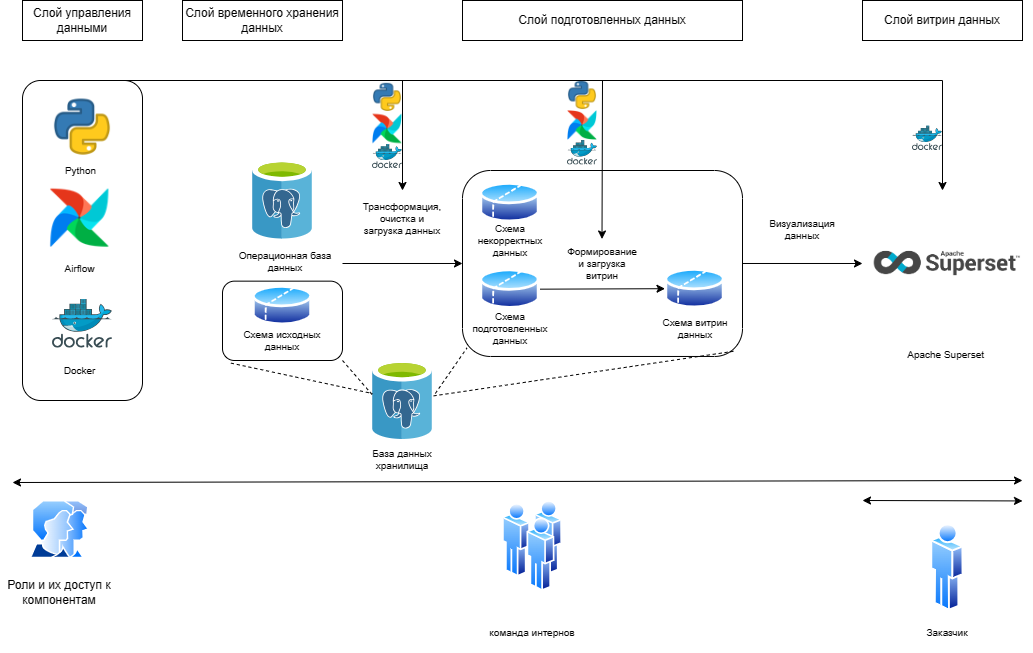 Слой управления
данными
Слой временного хранения
данных
Слой подготовленных данных
Слой витрин данных
Python
Airflow
docker
Docker
docker
docker
docker
Трансформация,
очистка и
загрузка данных
Операционная база
данных
Схема исходных
данных
Схема
некорректных
данных
Схема
подготовленных
данных
Формирование
и загрузка
витрин
Схема витрин
данных
Визуализация
данных
Apache
Superset™
Apache Superset
База данных
хранилища
Роли и их доступ к
компонентам
команда интернов
Заказчик